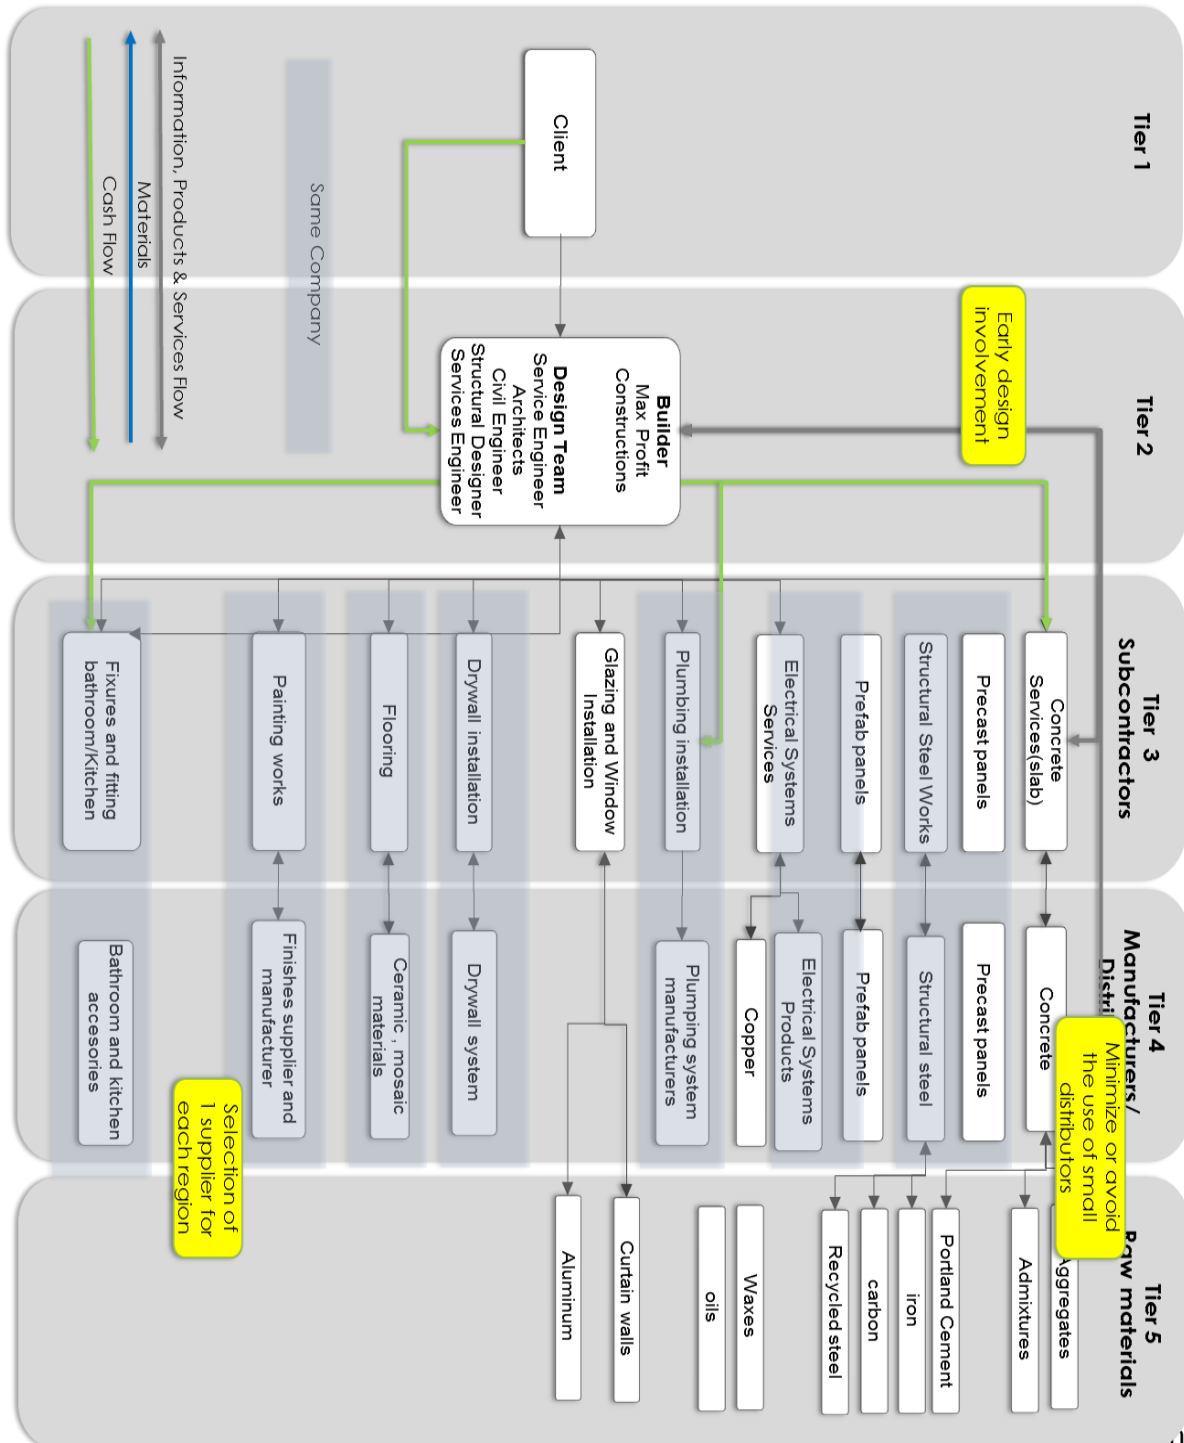 Tier 1
Tier 2
Tier 3
Subcontractors
Tier 4
Manufacturers/
Tier 5
Raw materials
Early design
involvement
Minimize or avoid
the use of small
distributors
Selection of
1 supplier for
each region
Client
Builder
Max Profit
Constructions
Design Team
Service Engineer
Architects
Civil Engineer
Structural Designer
Services Engineer
Concrete
Services(slab)
Precast panels
Structural Steel Works
Prefab panels
Electrical Systems
Services
Plumbing installation
Glazing and Window
Installation
Drywall installation
Flooring
Painting works
Fixures and fitting
bathroom/Kitchen
Concrete
Precast panels
Structural steel
Prefab panels
Electrical Systems
Products
Copper
Plumping system
manufacturers
Drywall system
Ceramic , mosaic
materials
Finishes supplier and
manufacturer
Bathroom and kitchen
accesories
Aggregates
Admixtures
Portland Cement
iron
carbon
Recycled steel
Waxes
oils
Curtain walls
Aluminum
Same Company
Information, Products & Services Flow
Materials
Cash Flow